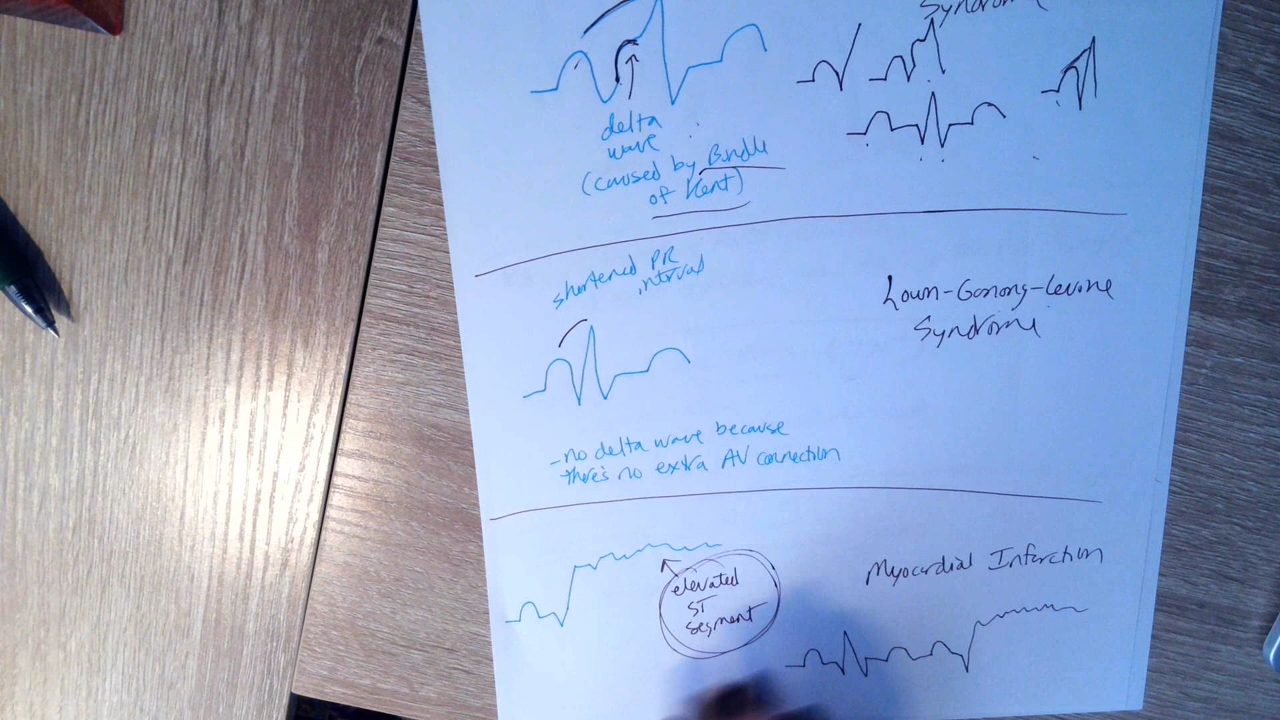 Syndrome
delta
wave
(caused by Bundle
of Kent)
shortened PR
interval
Lown-Ganong-Levine
Syndrome
-no delta wave because
there's no extra AV connection
elevated
ST
segment
Myocardial Infarction